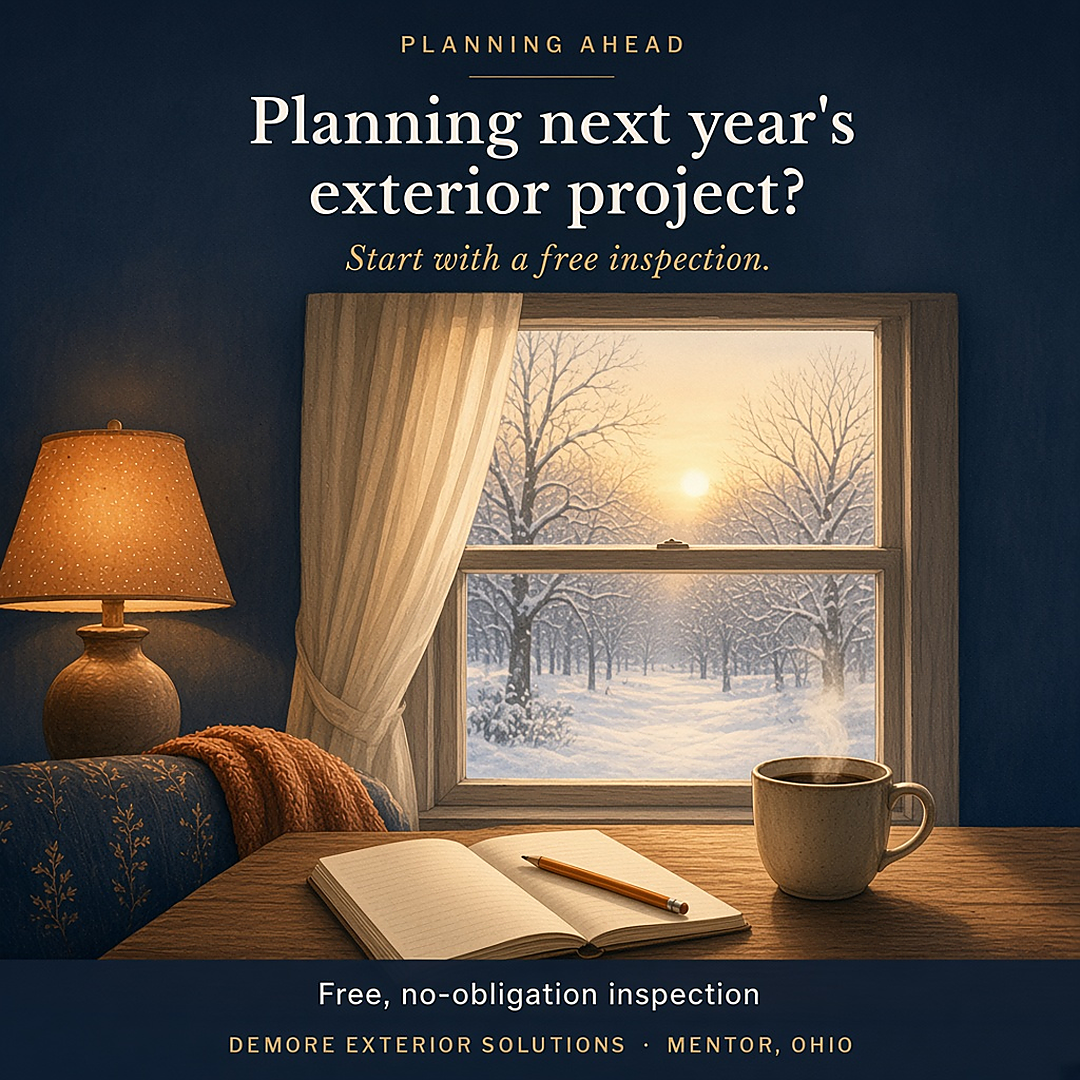 PLANNING AHEAD
Planning next year's
exterior project?
Start with a free inspection.
Free, no-obligation inspection
DEMORE EXTERIOR SOLUTIONS · MENTOR, OHIO